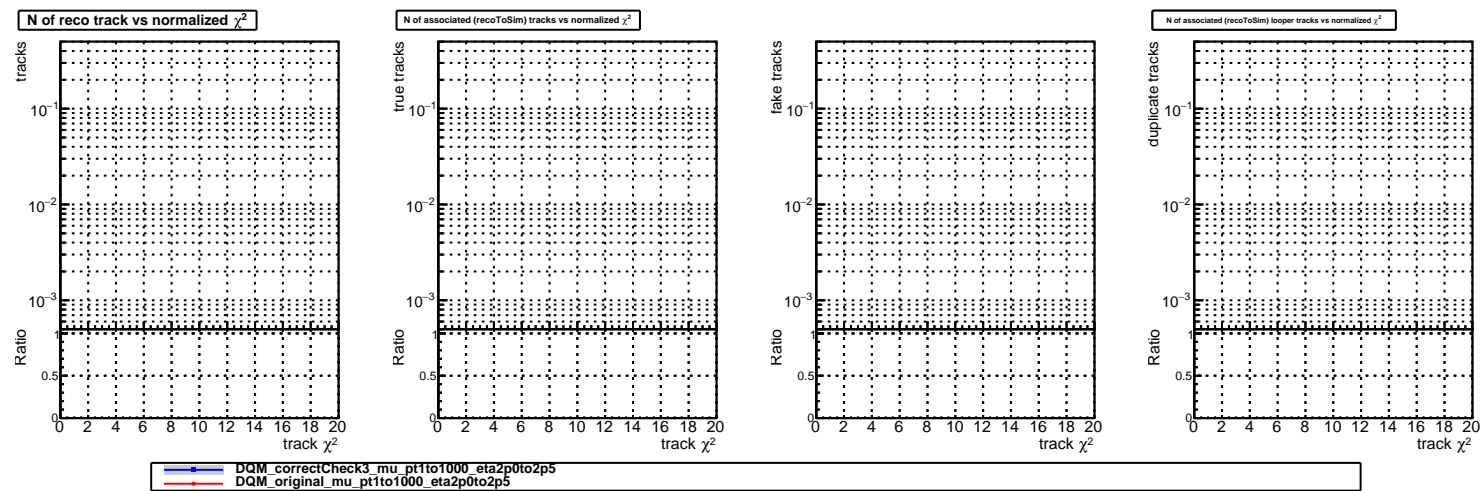 N of reco track vs normalized χ²
tracks
10⁻¹
10⁻²
10⁻³
Ratio
1
0.5
0
0 2 4 6 8 10 12 14 16 18 20
track χ²
N of associated (recoToSim) tracks vs normalized χ²
true tracks
10⁻¹
10⁻²
10⁻³
Ratio
1
0.5
0
0 2 4 6 8 10 12 14 16 18 20
track χ²
fake tracks
10⁻¹
10⁻²
10⁻³
Ratio
1
0.5
0
0 2 4 6 8 10 12 14 16 18 20
track χ²
N of associated (recoToSim) looper tracks vs normalized χ²
duplicate tracks
10⁻¹
10⁻²
10⁻³
Ratio
1
0.5
0
0 2 4 6 8 10 12 14 16 18 20
track χ²
DQM_correctCheck3_mu_pt1to1000_eta2p0to2p5
DQM_original_mu_pt1to1000_eta2p0to2p5